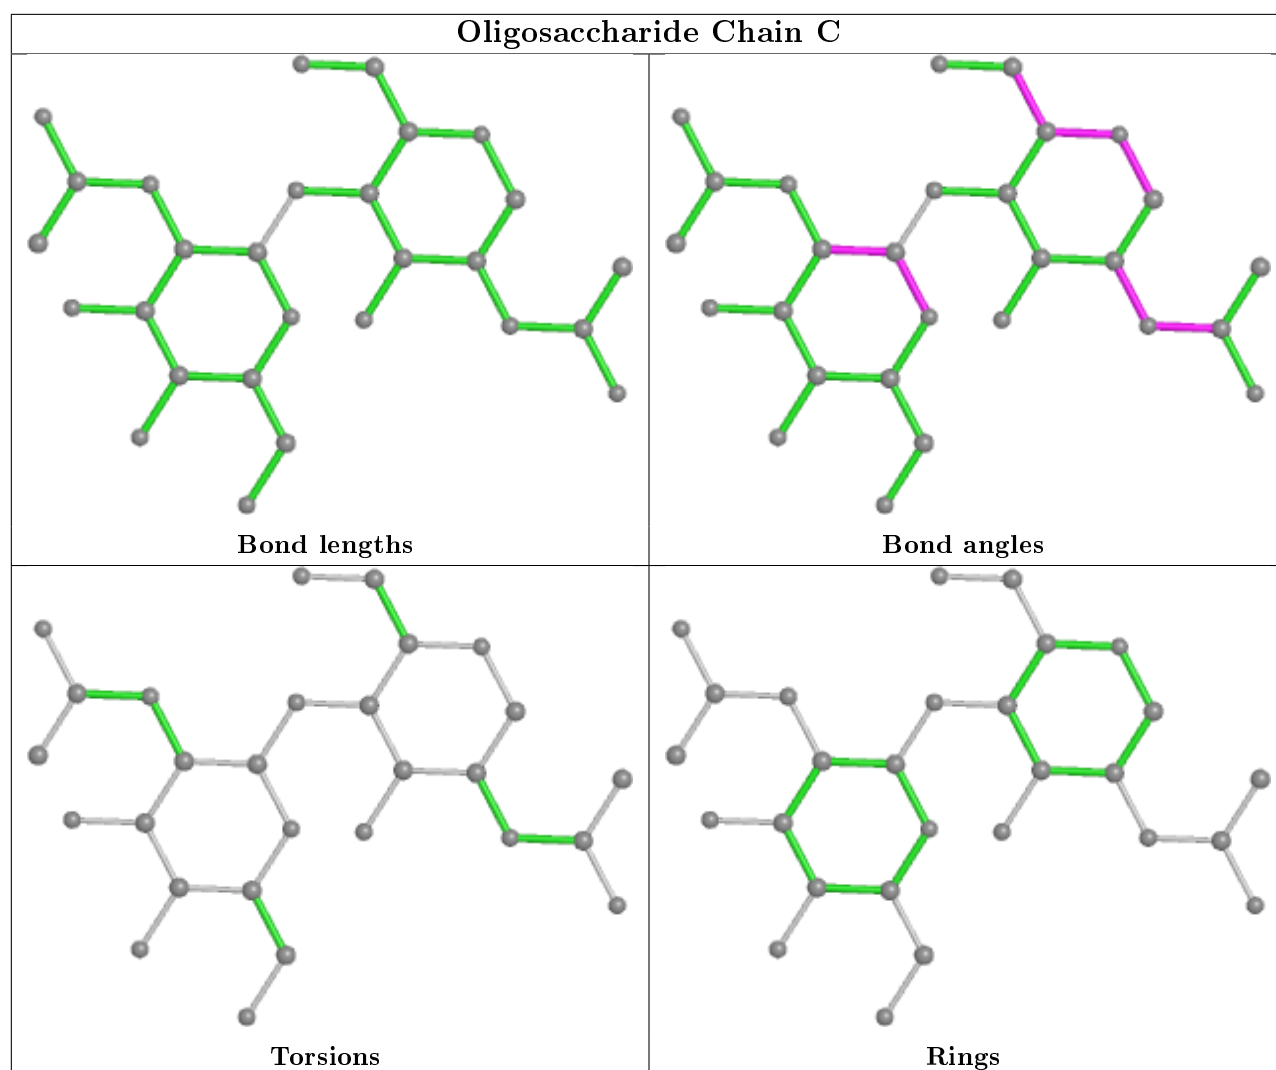 Oligosaccharide Chain C
Bond lengths
Bond angles
Torsions
Rings